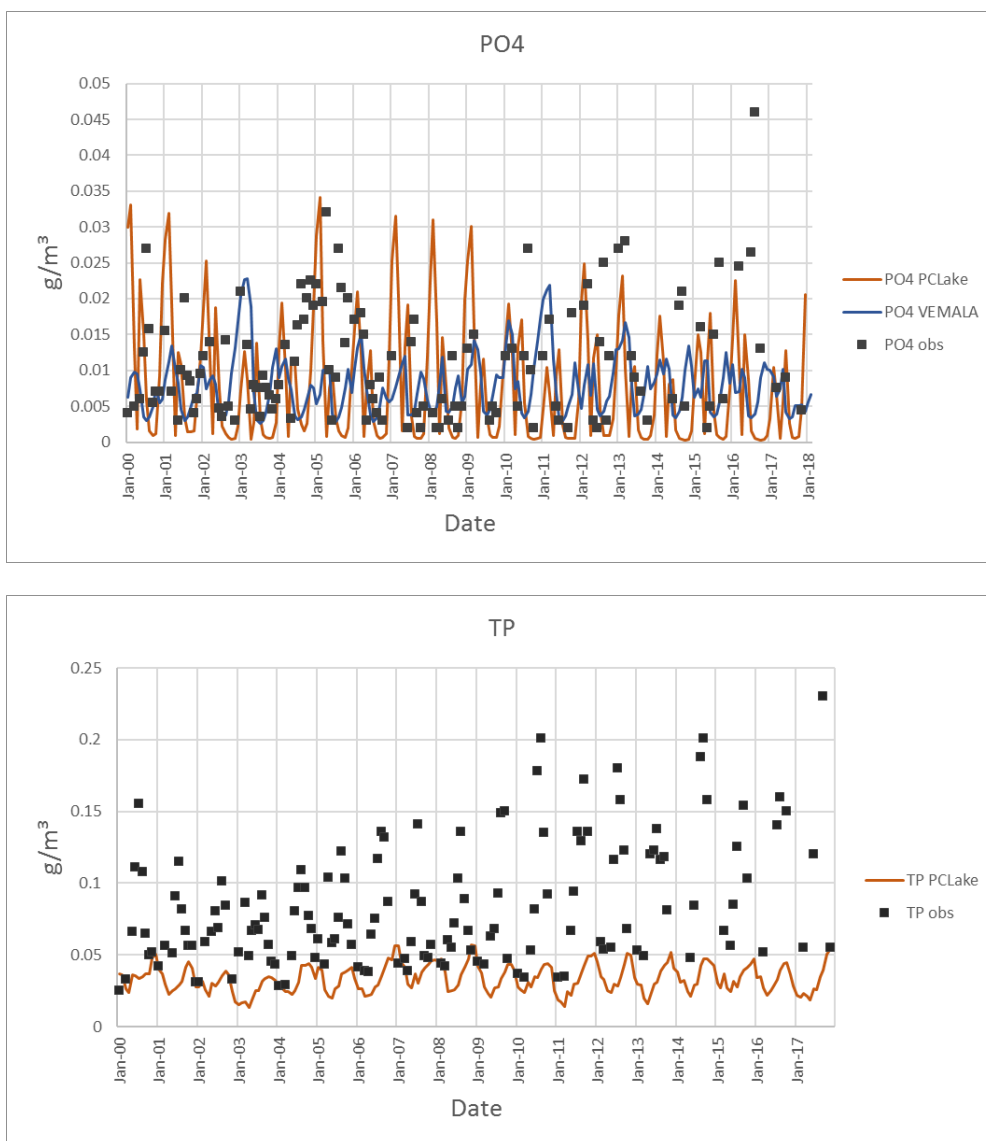 PO4
0.05
0.045
0.04
0.035
0.03
0.025
0.02
0.015
0.01
0.005
0
g/m³
Jan-00 Jan-01 Jan-02 Jan-03 Jan-04 Jan-05 Jan-06 Jan-07 Jan-08 Jan-09 Jan-10 Jan-11 Jan-12 Jan-13 Jan-14 Jan-15 Jan-16 Jan-17 Jan-18
Date
PO4 PCLake
PO4 VEMALA
PO4 obs
TP
0.25
0.2
0.15
0.1
0.05
0
g/m³
Jan-00 Jan-01 Jan-02 Jan-03 Jan-04 Jan-05 Jan-06 Jan-07 Jan-08 Jan-09 Jan-10 Jan-11 Jan-12 Jan-13 Jan-14 Jan-15 Jan-16 Jan-17
Date
TP PCLake
TP obs